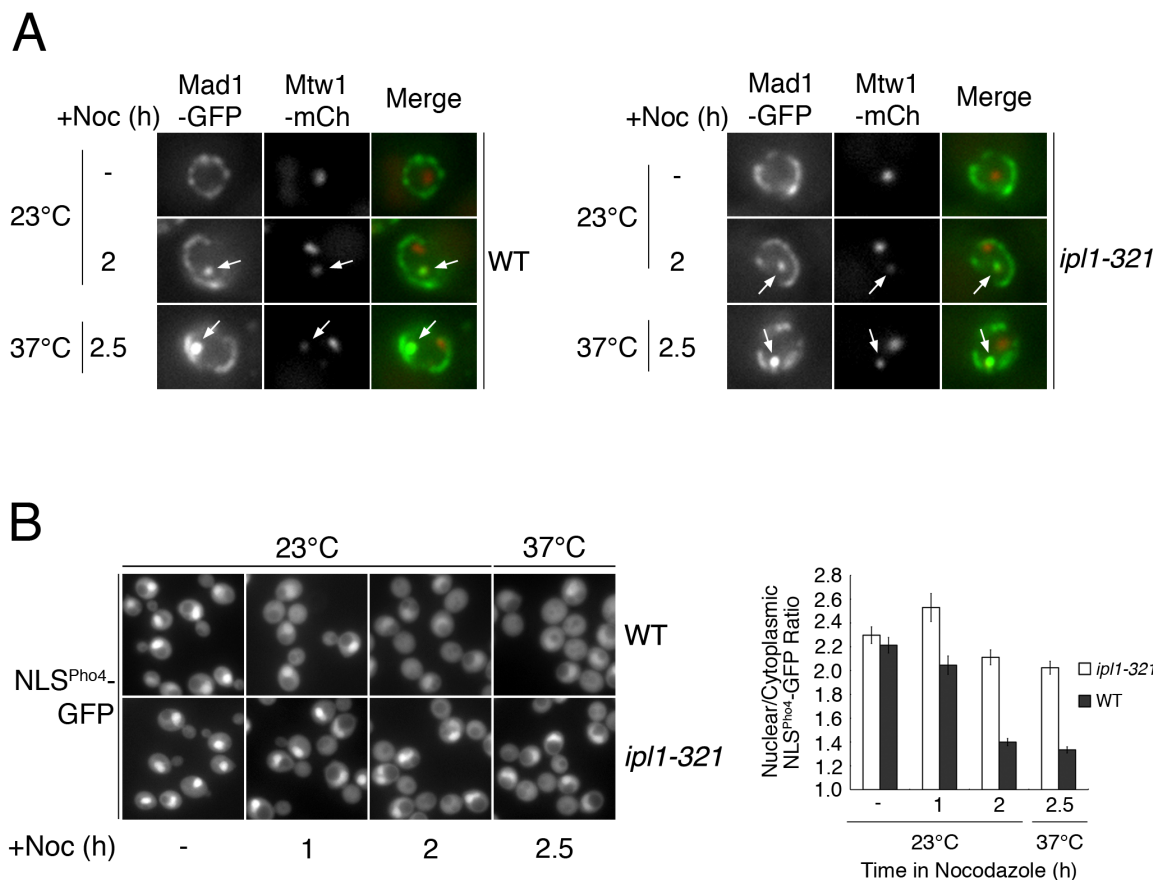 A
+Noc (h)
Mad1
-GFP
Mtw1
-mCh
Merge
-
23°C
2
37°C
2.5
WT
+Noc (h)
Mad1
-GFP
Mtw1
-mCh
Merge
-
23°C
2
37°C
2.5
ipl1-321
B
23°C
37°C
NLSPho4-
GFP
WT
ipl1-321
+Noc (h)
-
1
2
2.5
Nuclear/Cytoplasmic
NLSPho4-GFP Ratio
2.8
2.6
2.4
2.2
2.0
1.8
1.6
1.4
1.2
1.0
ipl1-321
WT
-
1
2
2.5
23°C
37°C
Time in Nocodazole (h)